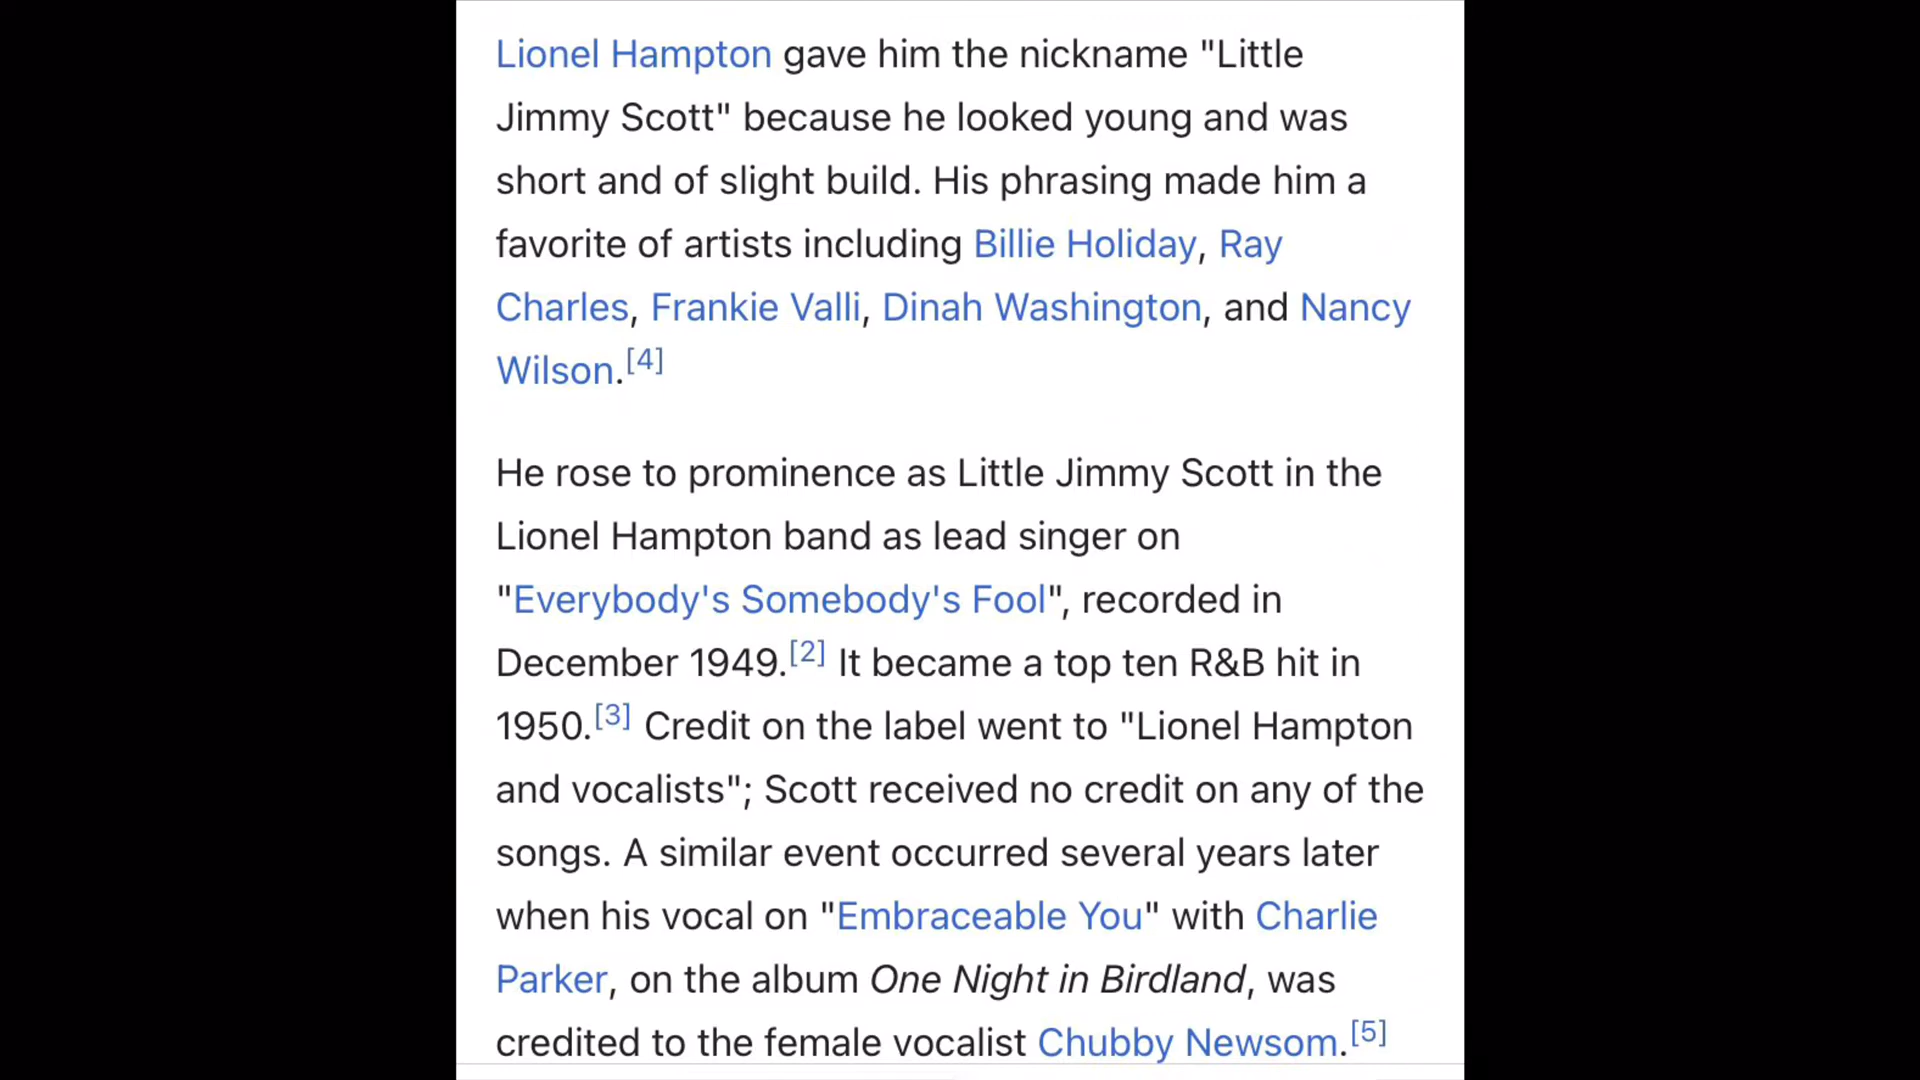 Lionel Hampton gave him the nickname "Little
Jimmy Scott" because he looked young and was
short and of slight build. His phrasing made him a
favorite of artists including Billie Holiday, Ray
Charles, Frankie Valli, Dinah Washington, and Nancy
Wilson.[4]
He rose to prominence as Little Jimmy Scott in the
Lionel Hampton band as lead singer on
"Everybody's Somebody's Fool", recorded in
December 1949.[2] It became a top ten R&B hit in
1950.[3] Credit on the label went to "Lionel Hampton
and vocalists"; Scott received no credit on any of the
songs. A similar event occurred several years later
when his vocal on "Embraceable You" with Charlie
Parker, on the album One Night in Birdland, was
credited to the female vocalist Chubby Newsom.[5]